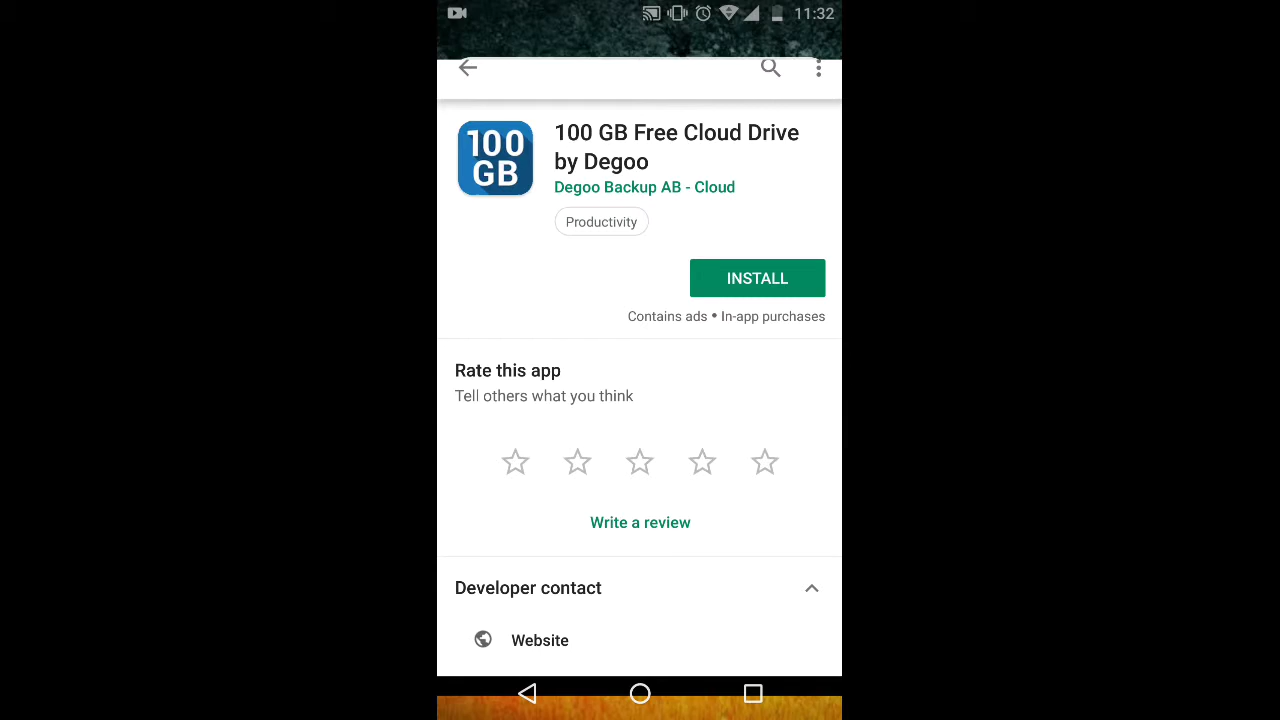 11:32
100
GB
100 GB Free Cloud Drive
by Degoo
Degoo Backup AB - Cloud
Productivity
INSTALL
Contains ads • In-app purchases
Rate this app
Tell others what you think
Write a review
Developer contact
Website